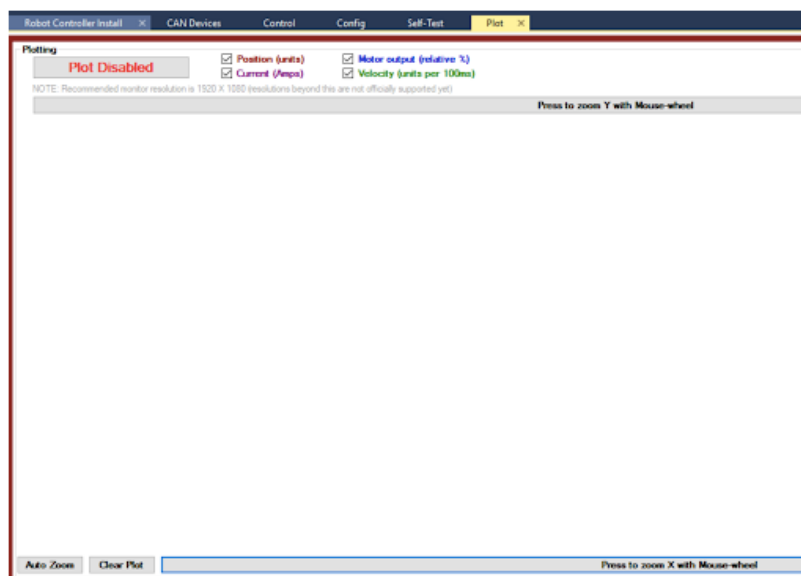 Robot Controller Install × CAN Devices Control Config Self-Test Plot ×
Plotting
Plot Disabled
Position (units) Motor output (relative %)
Current (Amps) Velocity (units per 100ms)
NOTE: Recommended monitor resolution is 1920 X 1080 (resolutions beyond this are not officially supported yet)
Press to zoom Y with Mouse-wheel
Auto Zoom Clear Plot Press to zoom X with Mouse-wheel